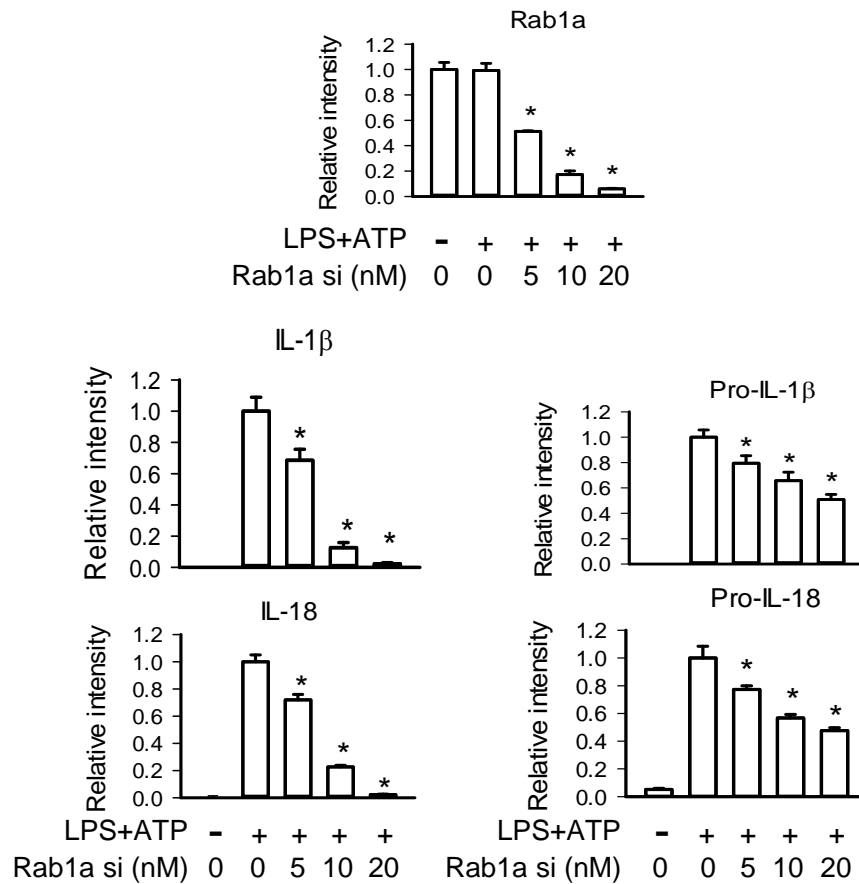 Rab1a
Relative intensity
1.2
1.0
0.8
0.6
0.4
0.2
0.0
* * *
LPS+ATP - + + + +
Rab1a si (nM) 0 0 5 10 20
IL-1β
Relative intensity
1.2
1.0
0.8
0.6
0.4
0.2
0.0
* * *
Pro-IL-1β
Relative intensity
1.2
1.0
0.8
0.6
0.4
0.2
0.0
* * *
IL-18
Relative intensity
1.2
1.0
0.8
0.6
0.4
0.2
0.0
* * *
LPS+ATP - + + + +
Rab1a si (nM) 0 0 5 10 20
Pro-IL-18
Relative intensity
1.2
1.0
0.8
0.6
0.4
0.2
0.0
* * *
LPS+ATP - + + + +
Rab1a si (nM) 0 0 5 10 20